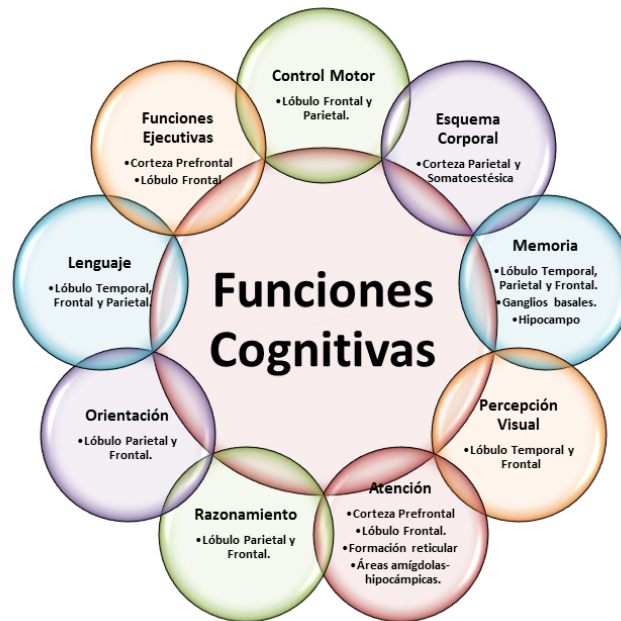 Control Motor
•Lóbulo Frontal y
Parietal.
Esquema
Corporal
•Corteza Parietal y
Somatoestésica
Memoria
•Lóbulo Temporal,
Parietal y Frontal.
•Ganglios basales.
•Hipocampo
Percepción
Visual
•Lóbulo Temporal y
Frontal
Atención
•Corteza Prefrontal
•Lóbulo Frontal.
•Formación reticular
•Áreas amígdolas-
hipocámpicas.
Razonamiento
•Lóbulo Parietal y
Frontal.
Orientación
•Lóbulo Parietal y
Frontal.
Lenguaje
•Lóbulo Temporal,
Frontal y Parietal.
Funciones
Ejecutivas
•Corteza Prefrontal
•Lóbulo Frontal
Funciones
Cognitivas